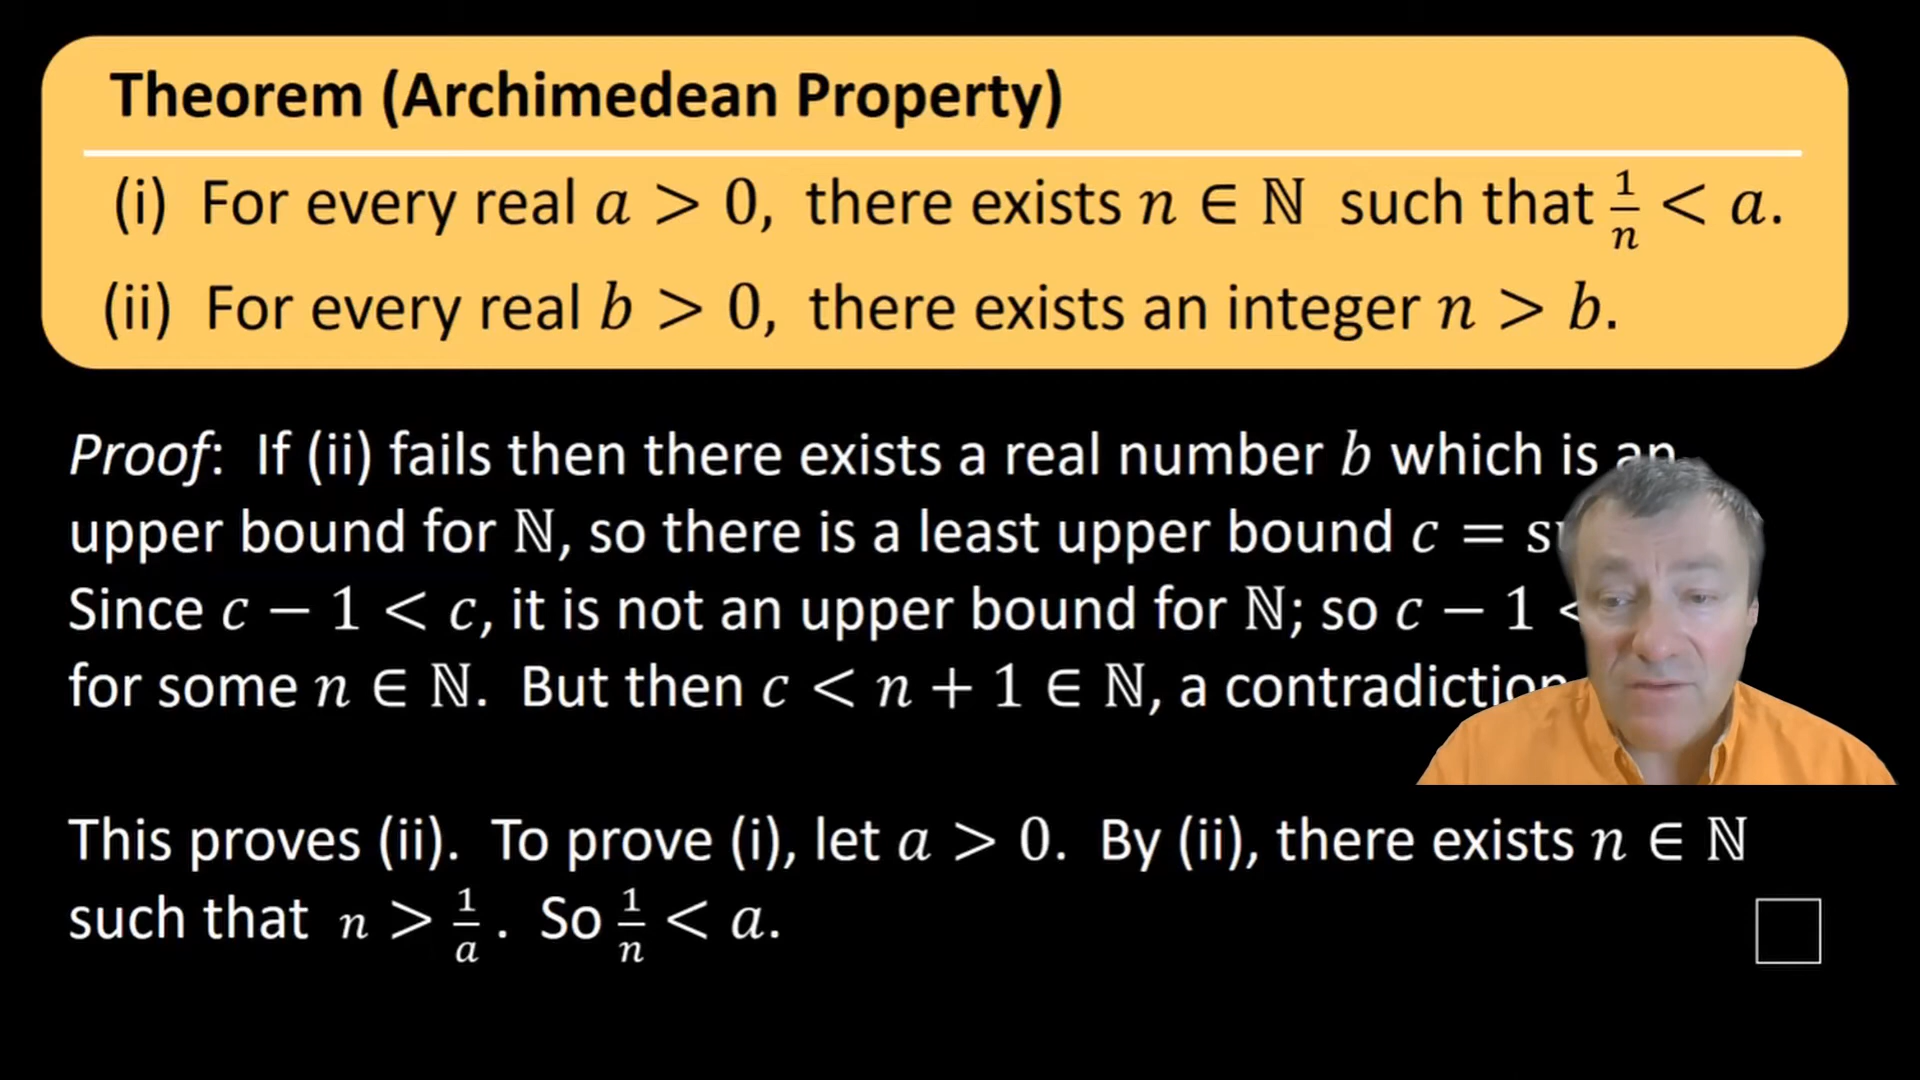 Theorem (Archimedean Property)
(i) For every real a > 0, there exists n ∈ ℕ such that 1/n < a.
(ii) For every real b > 0, there exists an integer n > b.
Proof: If (ii) fails then there exists a real number b which is an
upper bound for ℕ, so there is a least upper bound c =
Since c − 1 < c, it is not an upper bound for ℕ; so c − 1 <
for some n ∈ ℕ. But then c < n + 1 ∈ ℕ, a contradiction
This proves (ii). To prove (i), let a > 0. By (ii), there exists n ∈ ℕ
such that n > 1/a . So 1/n < a.